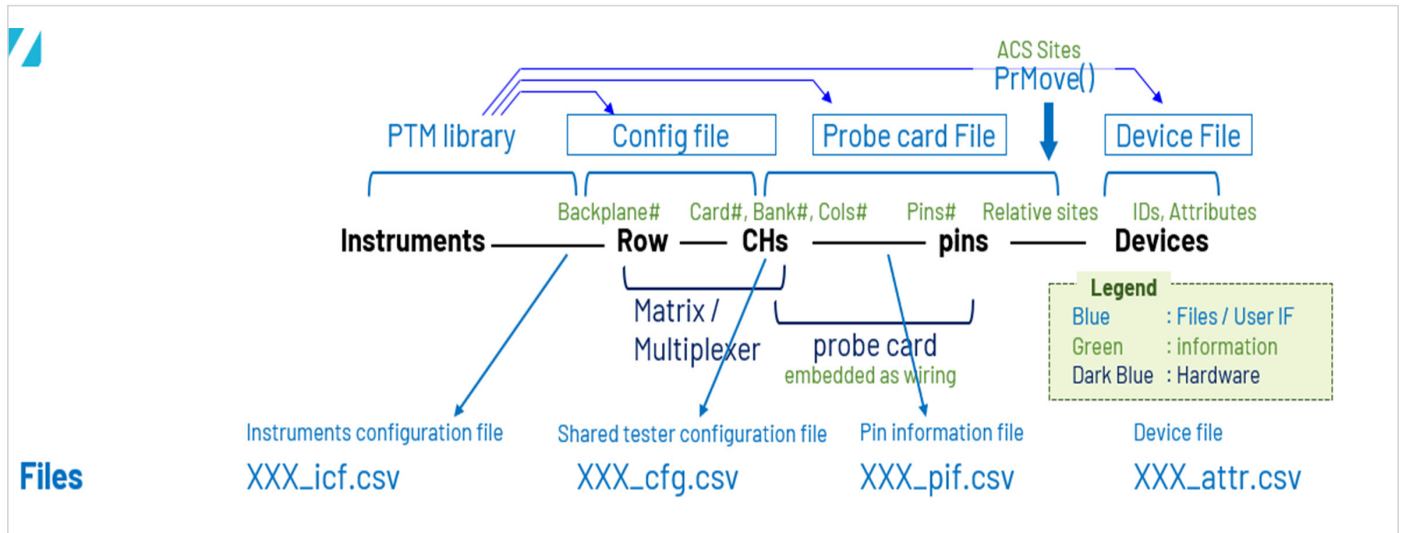 ACS Sites
PrMove()
PTM library
Config file
Probe card File
Device File
Backplane#
Card#, Bank#, Cols#
Pins#
Relative sites
IDs, Attributes
Instruments
Row
CHs
pins
Devices
Matrix /
Multiplexer
probe card
embedded as wiring
Legend
Blue : Files / User IF
Green : information
Dark Blue : Hardware
Instruments configuration file
Shared tester configuration file
Pin information file
Device file
Files
XXX_icf.csv
XXX_cfg.csv
XXX_pif.csv
XXX_attr.csv